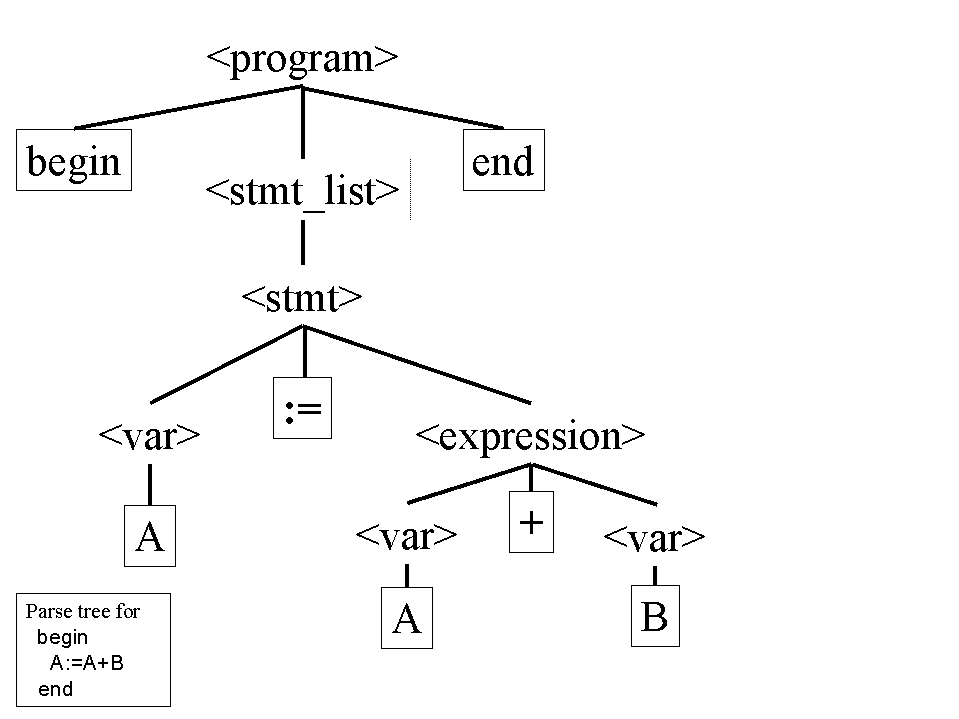 <program>
begin
end
<stmt_list>
<stmt>
:=
<var>
<expression>
A
+
<var>
<var>
A
B
Parse tree for
begin
A:=A+B
end